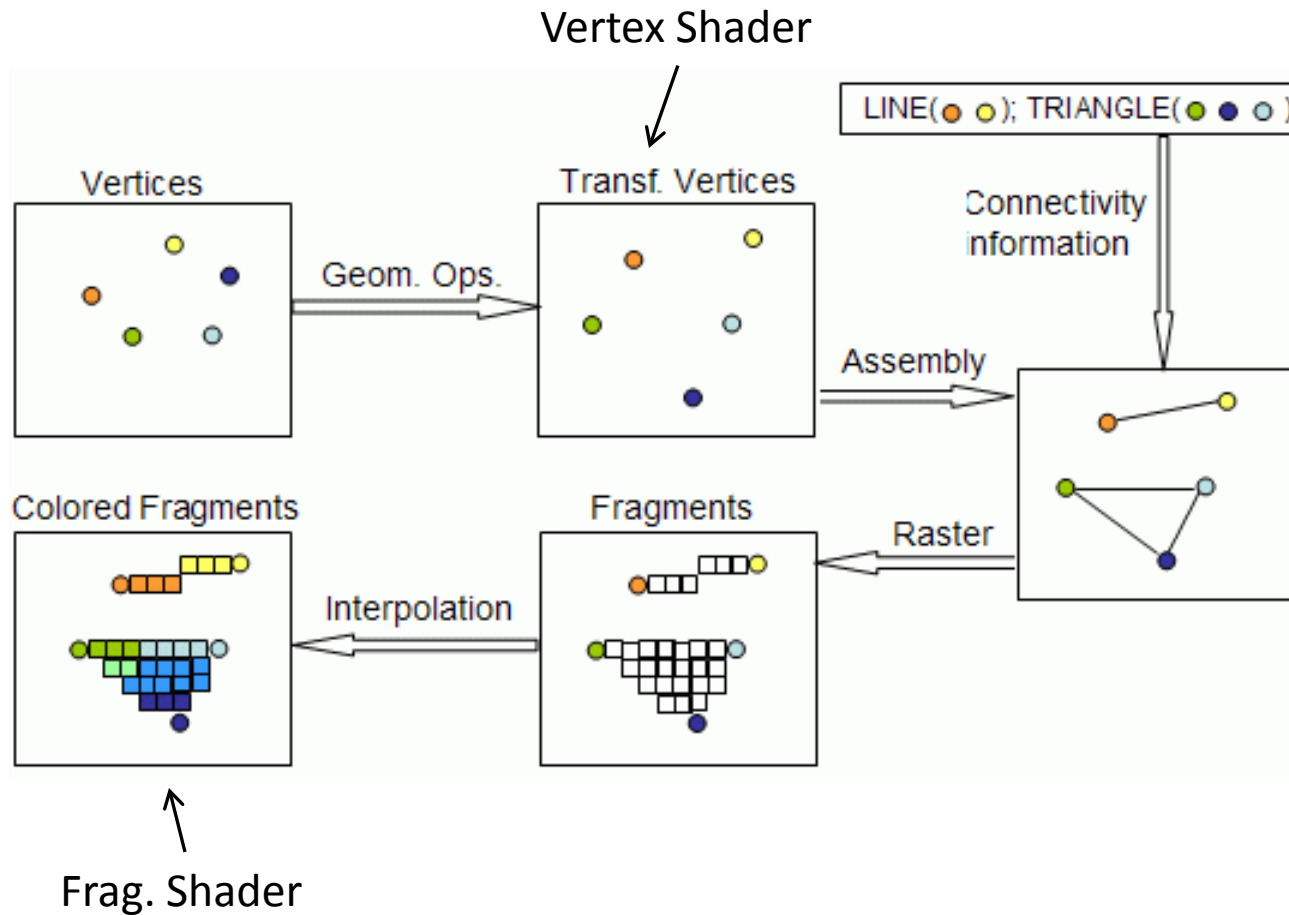 Vertex Shader
LINE( ); TRIANGLE( )
Vertices
Transf. Vertices
Connectivity
information
Geom. Ops.
Assembly
Colored Fragments
Fragments
Raster
Interpolation
Frag. Shader